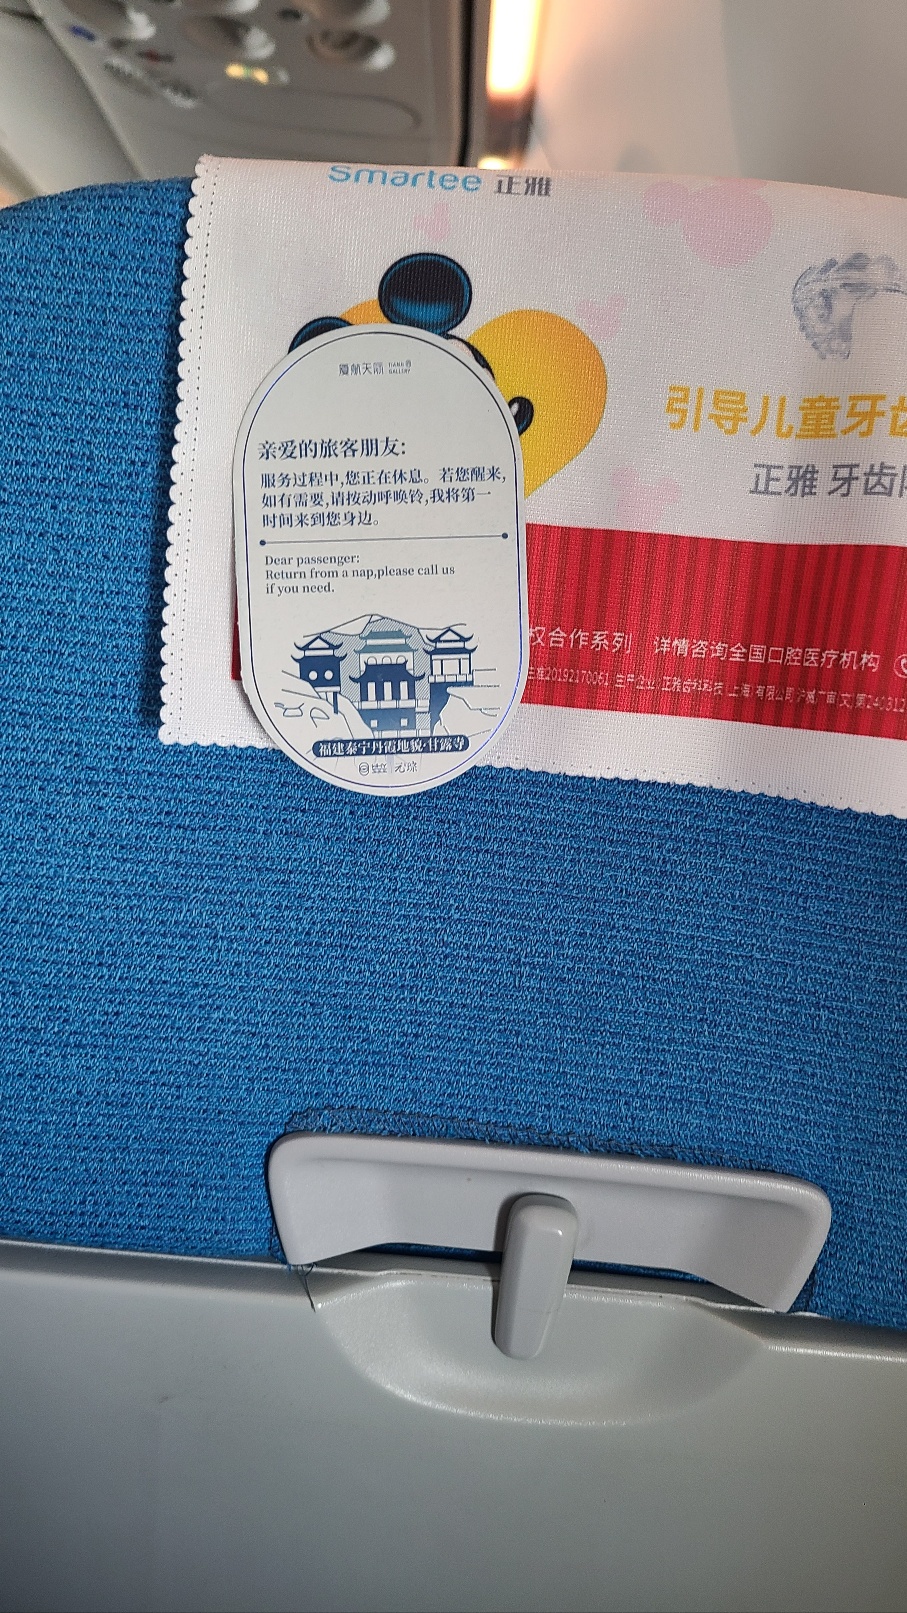 Smartee 正雅
厦航天际 TIANJI GALLERY
亲爱的旅客朋友:
服务过程中,您正在休息。若您醒来,
如有需要,请按动呼唤铃,我将第一
时间来到您身边。
Dear passenger:
Return from a nap,please call us
if you need.
福建泰宁丹霞地貌·甘露寺
元琮
引导儿童牙
正雅 牙齿
权合作系列 详情咨询全国口腔医疗机构
20192170061